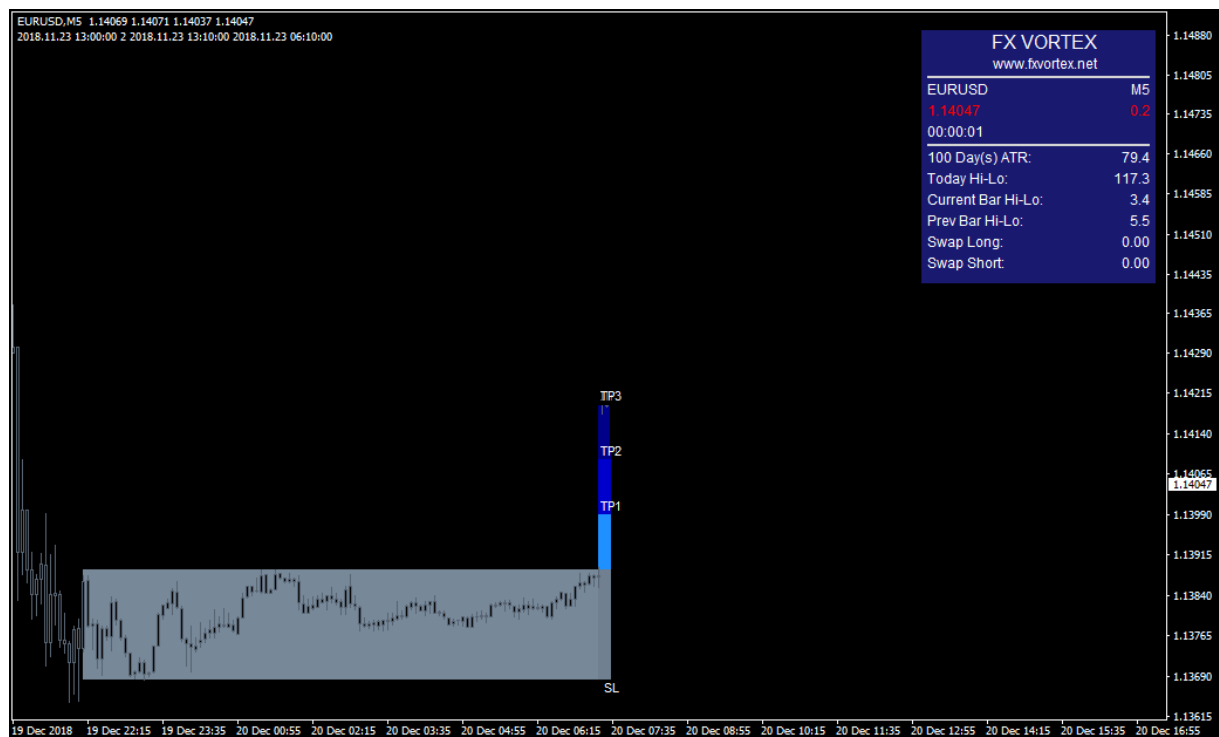 EURUSD,M5 1.14069 1.14071 1.14037 1.14047
2018.11.23 13:00:00 2 2018.11.23 13:10:00 2018.11.23 06:10:00
FX VORTEX
www.fxvortex.net
EURUSD M5
1.14047 0.2
00:00:01
100 Day(s) ATR: 79.4
Today Hi-Lo: 117.3
Current Bar Hi-Lo: 3.4
Prev Bar Hi-Lo: 5.5
Swap Long: 0.00
Swap Short: 0.00
1.14880
1.14805
1.14735
1.14660
1.14585
1.14510
1.14435
1.14365
1.14290
1.14215
1.14140
1.14065
1.14047
1.13990
1.13915
1.13840
1.13765
1.13690
1.13615
TP3
TP2
TP1
SL
19 Dec 2018 19 Dec 22:15 19 Dec 23:35 20 Dec 00:55 20 Dec 02:15 20 Dec 03:35 20 Dec 04:55 20 Dec 06:15 20 Dec 07:35 20 Dec 08:55 20 Dec 10:15 20 Dec 11:35 20 Dec 12:55 20 Dec 14:15 20 Dec 15:35 20 Dec 16:55